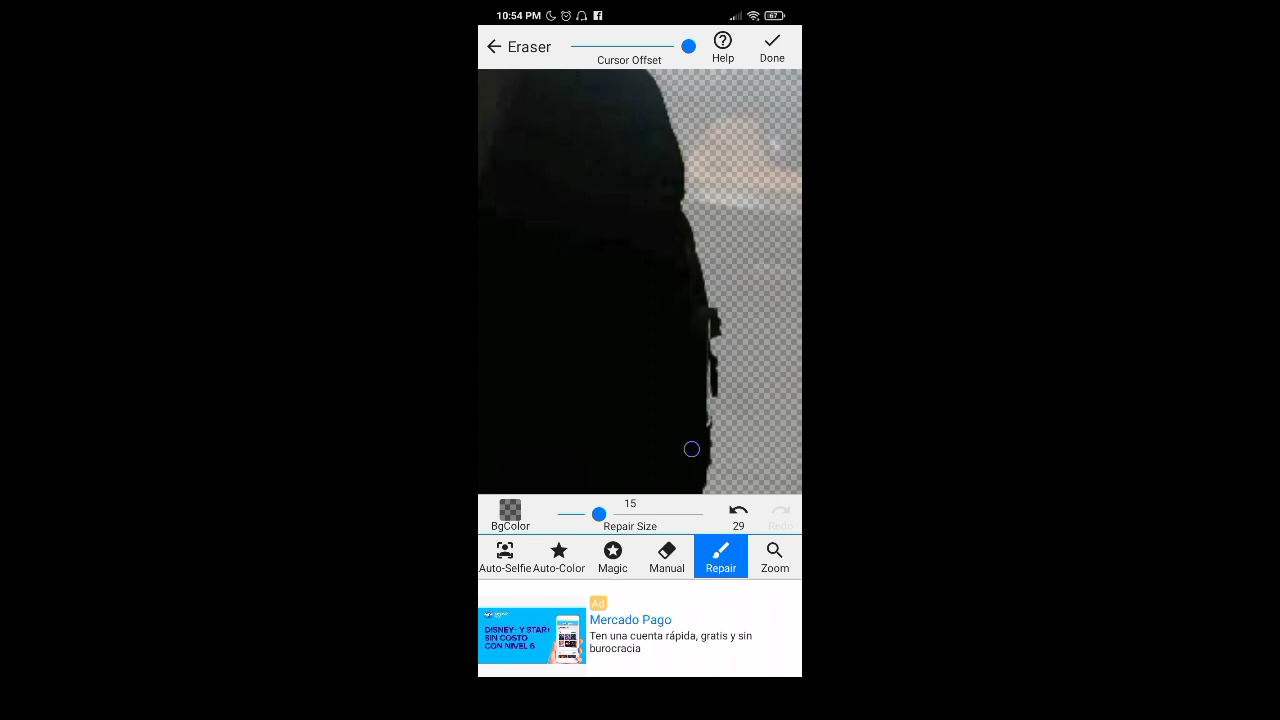 10:54 PM
67
Eraser
Cursor Offset
Help
Done
15
BgColor
Repair Size
29
Redo
Auto-Selfie
Auto-Color
Magic
Manual
Repair
Zoom
Ad
Mercado Pago
Ten una cuenta rápida, gratis y sin
burocracia
DISNEY+ Y STAR+
SIN COSTO
CON NIVEL 6